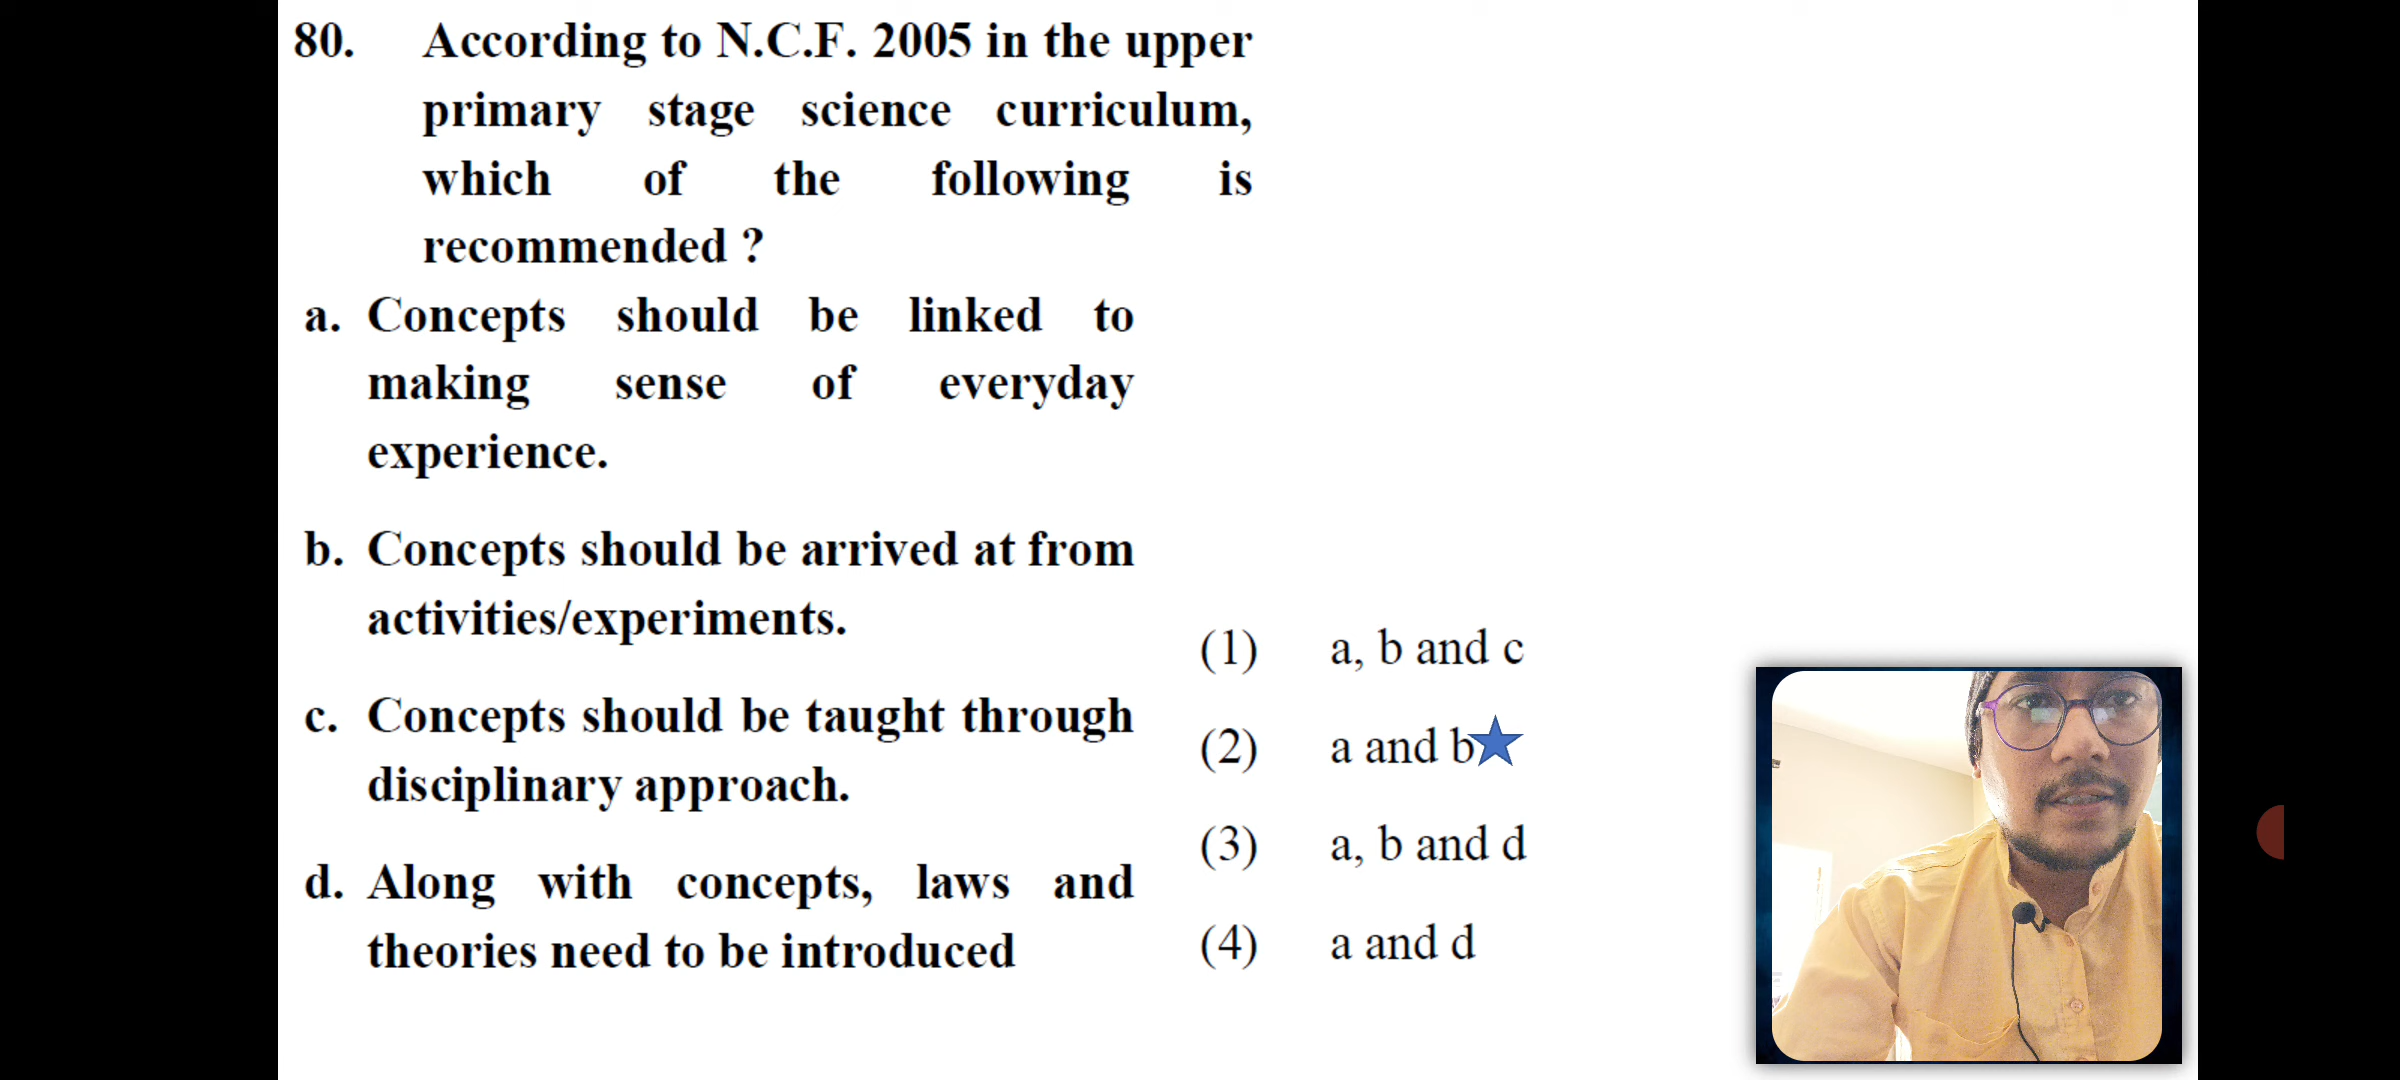 80. According to N.C.F. 2005 in the upper
primary stage science curriculum,
which of the following is
recommended ?
a. Concepts should be linked to
making sense of everyday
experience.
b. Concepts should be arrived at from
activities/experiments.
c. Concepts should be taught through
disciplinary approach.
d. Along with concepts, laws and
theories need to be introduced
(1) a, b and c
(2) a and b
(3) a, b and d
(4) a and d